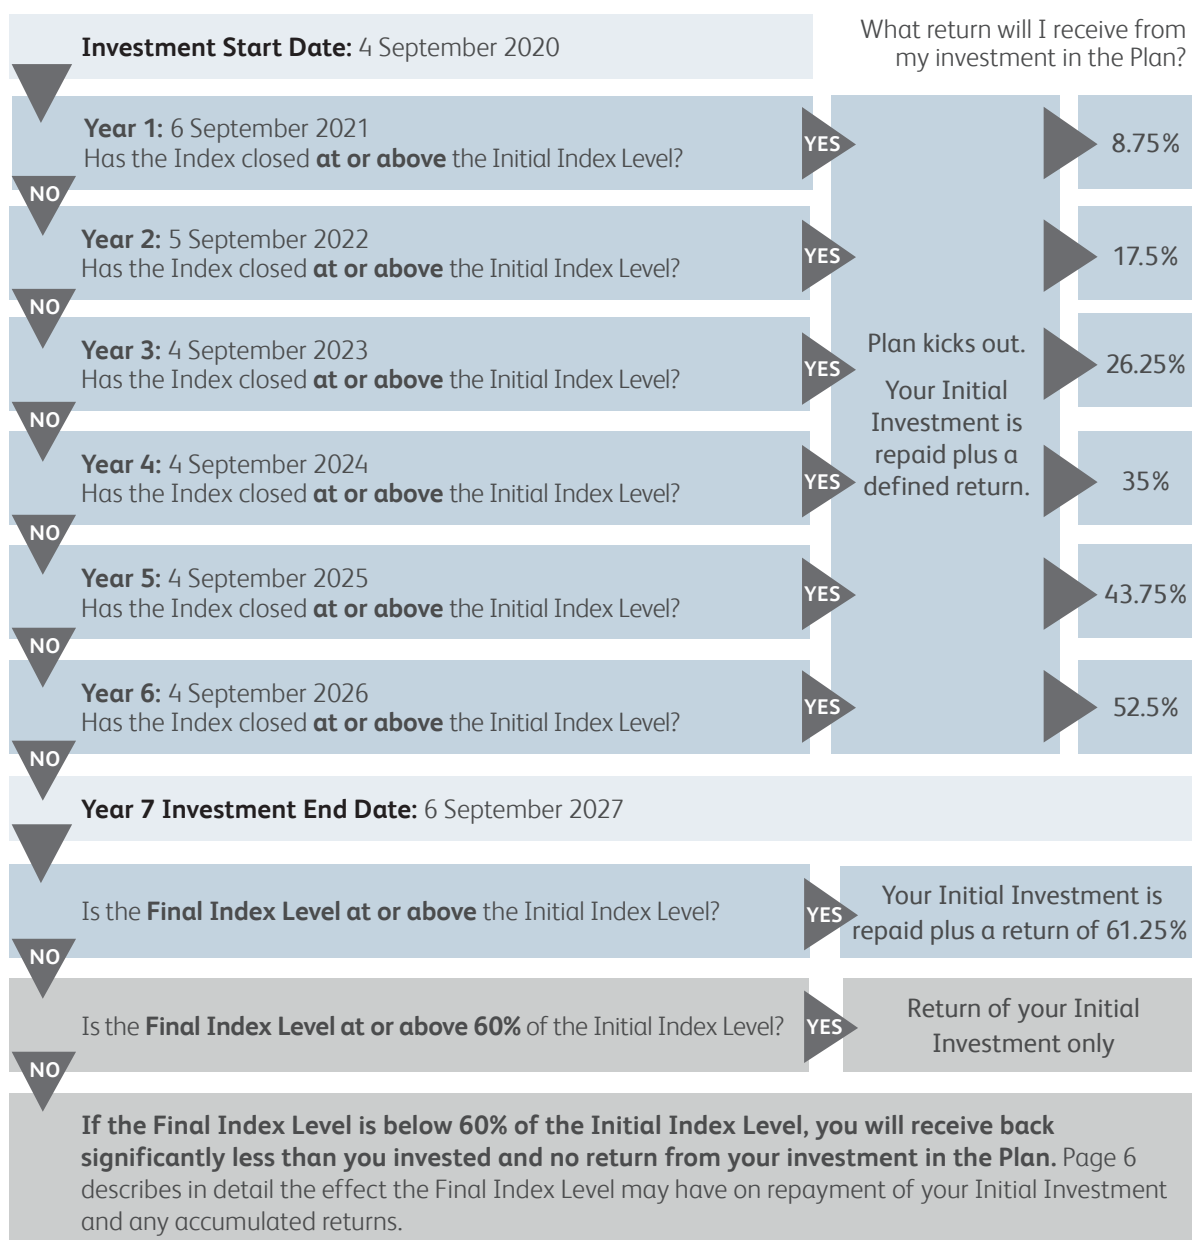 What return will I receive from
my investment in the Plan?
Investment Start Date: 4 September 2020
Year 1: 6 September 2021
Has the Index closed at or above the Initial Index Level?
YES
8.75%
NO
Year 2: 5 September 2022
Has the Index closed at or above the Initial Index Level?
YES
17.5%
NO
Year 3: 4 September 2023
Has the Index closed at or above the Initial Index Level?
YES
Plan kicks out.
Your Initial
Investment is
repaid plus a
defined return.
26.25%
NO
Year 4: 4 September 2024
Has the Index closed at or above the Initial Index Level?
YES
35%
NO
Year 5: 4 September 2025
Has the Index closed at or above the Initial Index Level?
YES
43.75%
NO
Year 6: 4 September 2026
Has the Index closed at or above the Initial Index Level?
YES
52.5%
NO
Year 7 Investment End Date: 6 September 2027
Is the Final Index Level at or above the Initial Index Level?
YES
Your Initial Investment is
repaid plus a return of 61.25%
NO
Is the Final Index Level at or above 60% of the Initial Index Level?
YES
Return of your Initial
Investment only
NO
If the Final Index Level is below 60% of the Initial Index Level, you will receive back
significantly less than you invested and no return from your investment in the Plan. Page 6
describes in detail the effect the Final Index Level may have on repayment of your Initial Investment
and any accumulated returns.